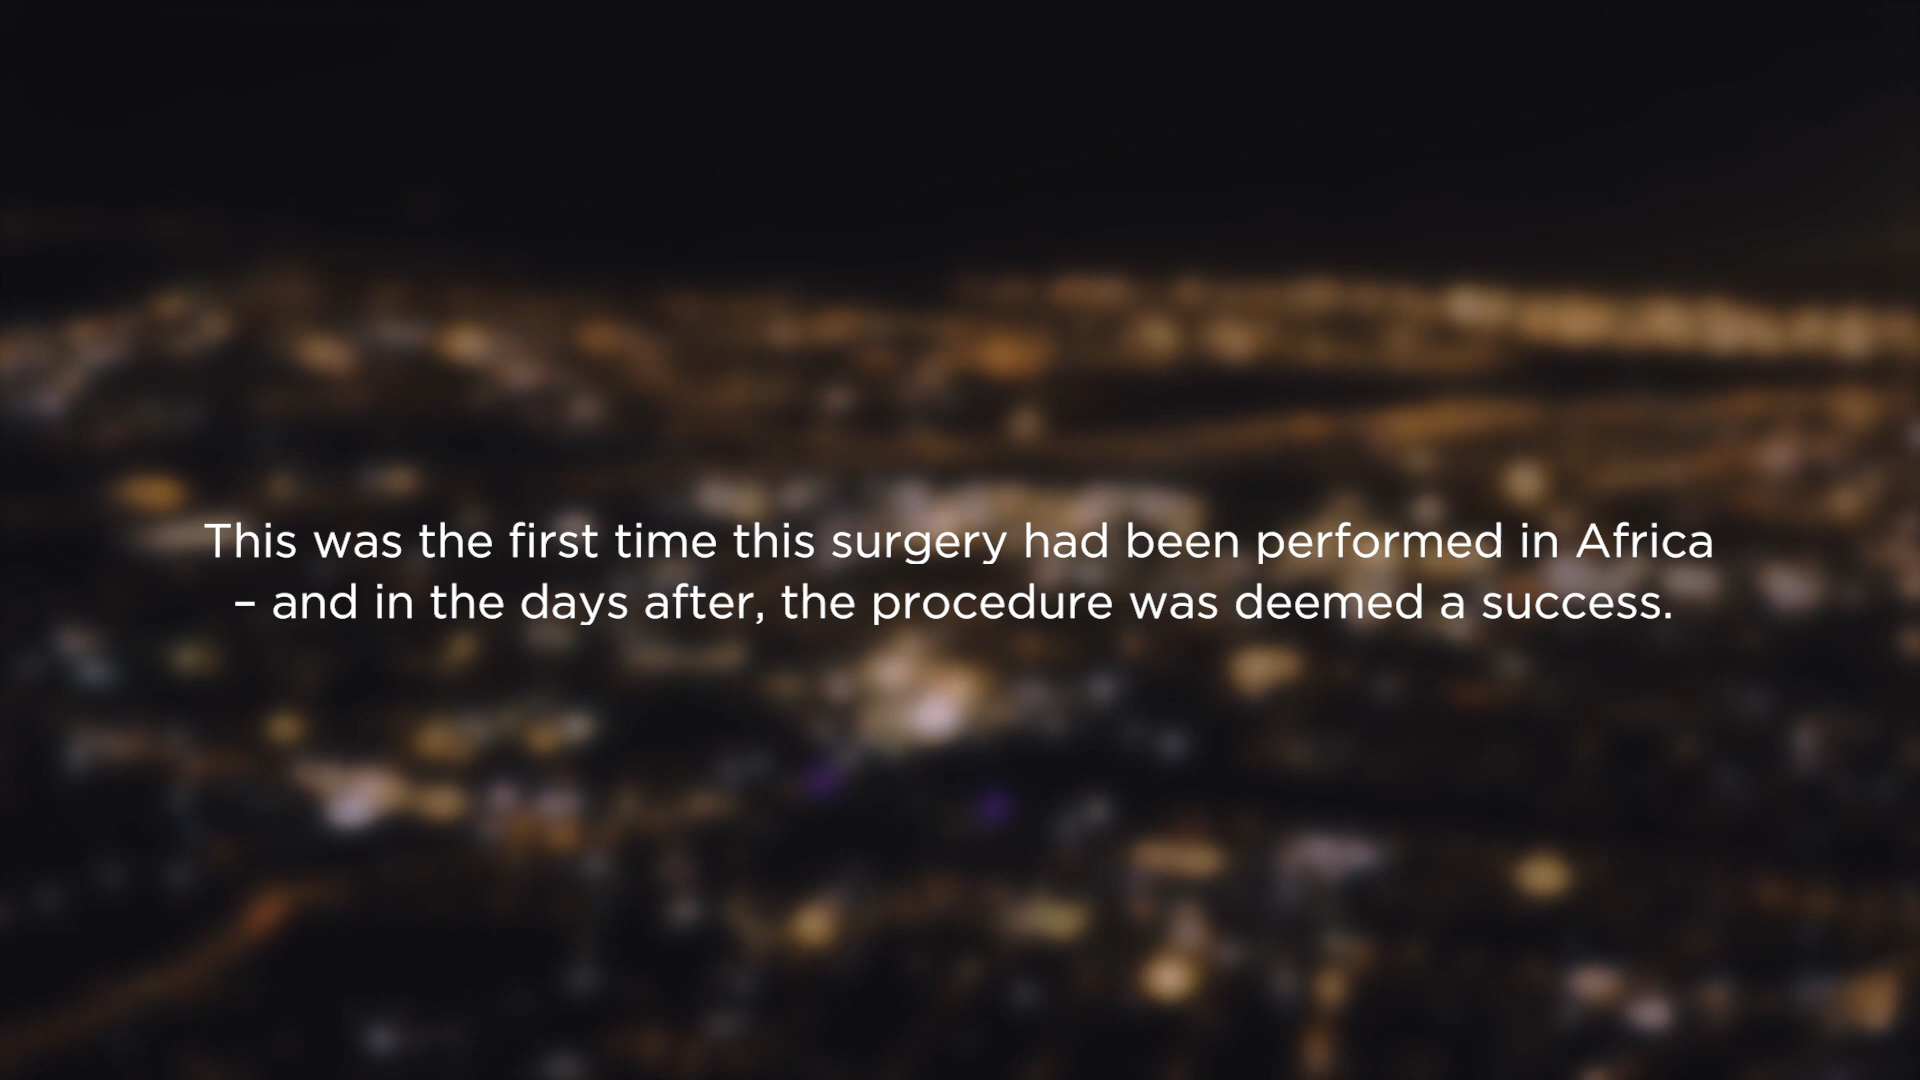 This was the first time this surgery had been performed in Africa
– and in the days after, the procedure was deemed a success.